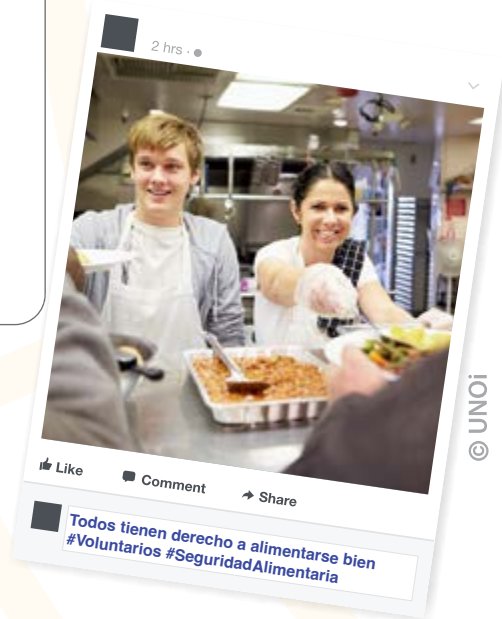 2 hrs ·
Like Comment Share
Todos tienen derecho a alimentarse bien
#Voluntarios #SeguridadAlimentaria
© UNOi